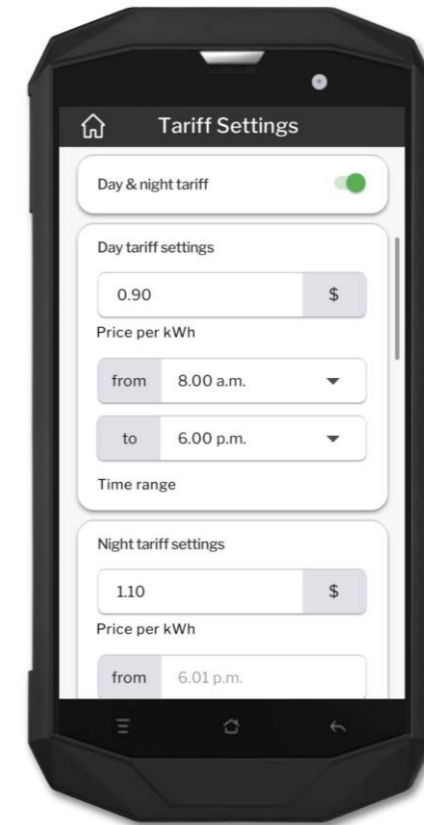 Tariff Settings
Day & night tariff
Day tariff settings
0.90 $
Price per kWh
from 8.00 a.m.
to 6.00 p.m.
Time range
Night tariff settings
1.10 $
Price per kWh
from 6.01 p.m.